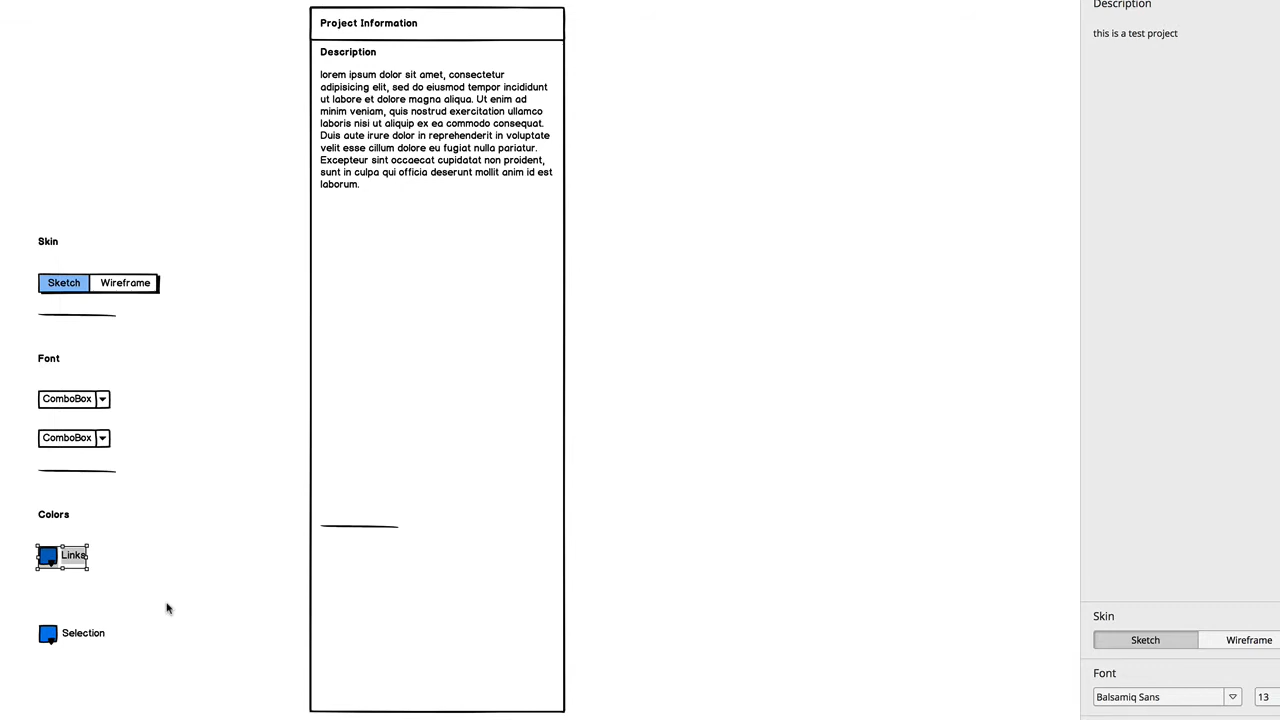 Project Information
Description
lorem ipsum dolor sit amet, consectetur
adipisicing elit, sed do eiusmod tempor incididunt
ut labore et dolore magna aliqua. Ut enim ad
minim veniam, quis nostrud exercitation ullamco
laboris nisi ut aliquip ex ea commodo consequat.
Duis aute irure dolor in reprehenderit in voluptate
velit esse cillum dolore eu fugiat nulla pariatur.
Excepteur sint occaecat cupidatat non proident,
sunt in culpa qui officia deserunt mollit anim id est
laborum.
Skin
Sketch Wireframe
Font
ComboBox
ComboBox
Colors
Links
Selection
Description
this is a test project
Skin
Sketch Wireframe
Font
Balsamiq Sans 13